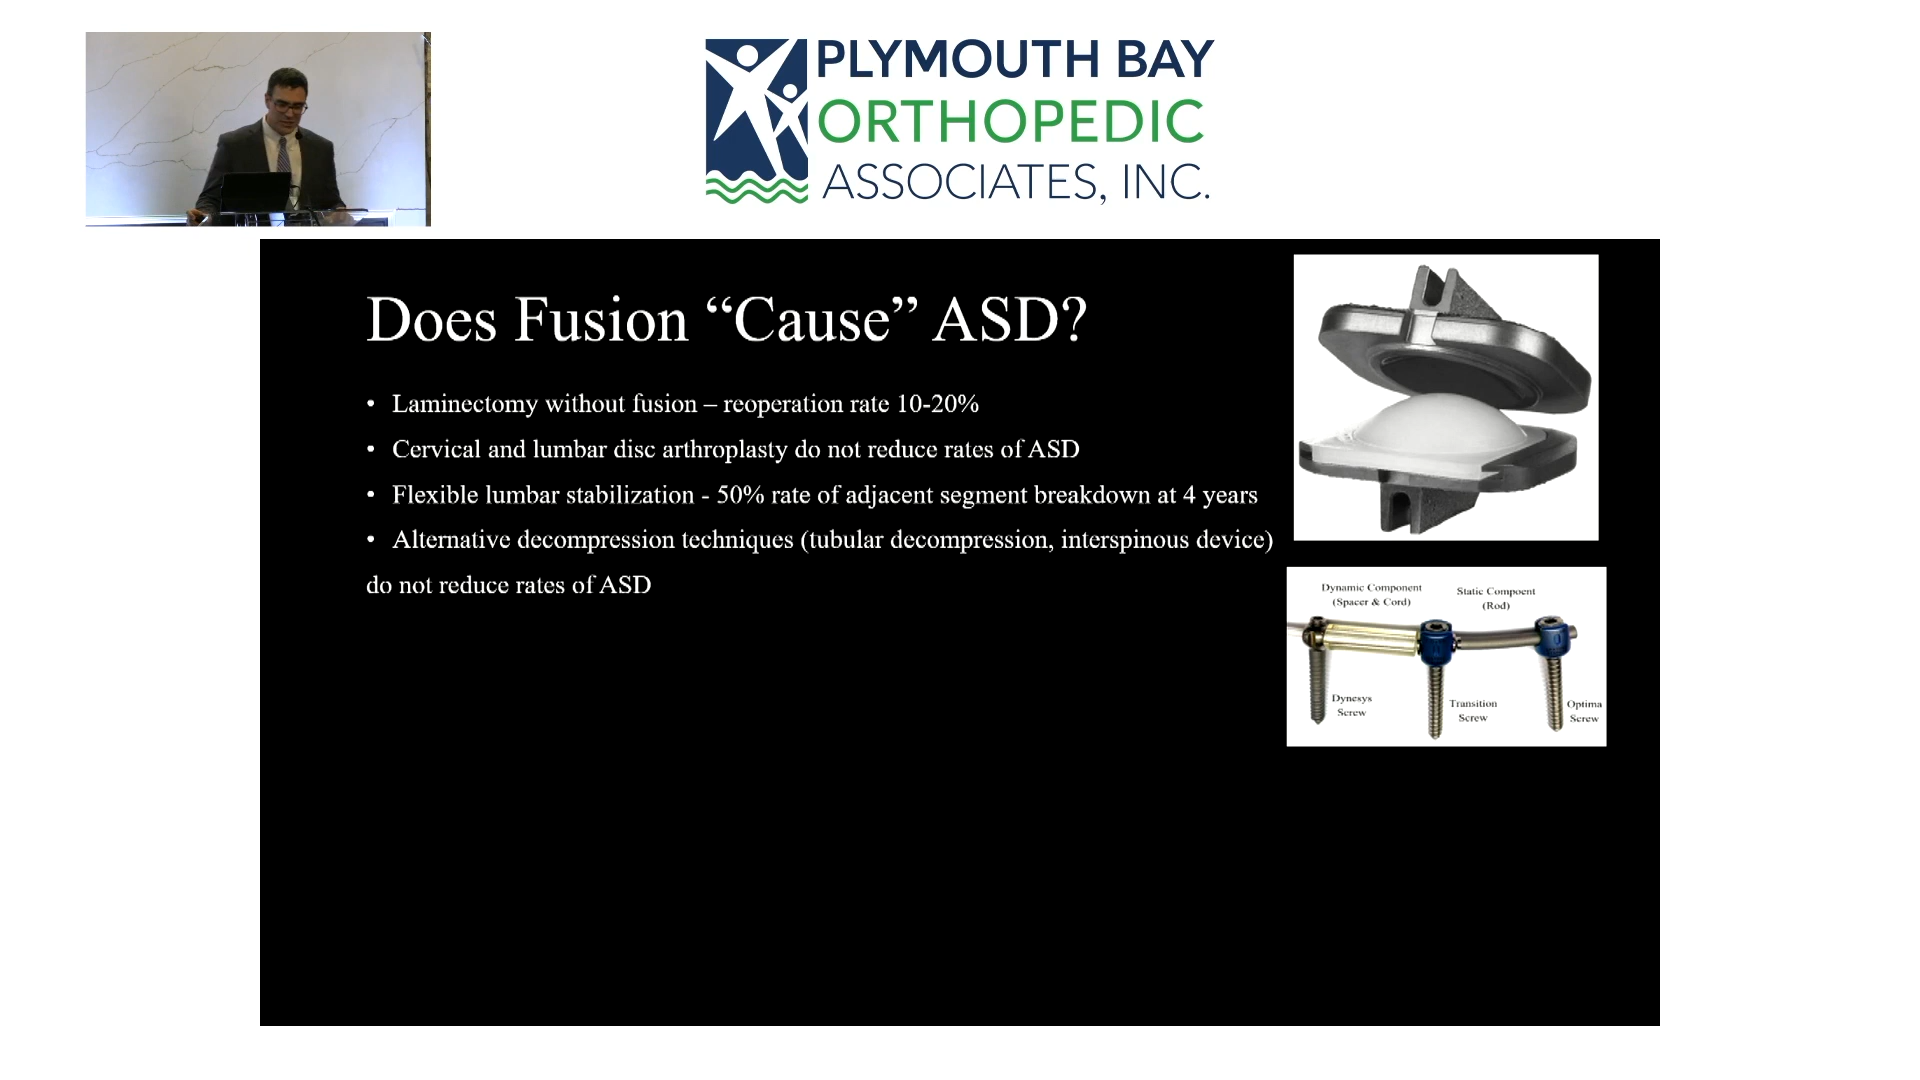 PLYMOUTH BAY
ORTHOPEDIC
ASSOCIATES, INC.
Does Fusion “Cause” ASD?
• Laminectomy without fusion – reoperation rate 10-20%
• Cervical and lumbar disc arthroplasty do not reduce rates of ASD
• Flexible lumbar stabilization - 50% rate of adjacent segment breakdown at 4 years
• Alternative decompression techniques (tubular decompression, interspinous device)
do not reduce rates of ASD
Dynamic Component
(Spacer & Cord)
Static Compoent
(Rod)
Dynesys
Screw
Transition
Screw
Optima
Screw